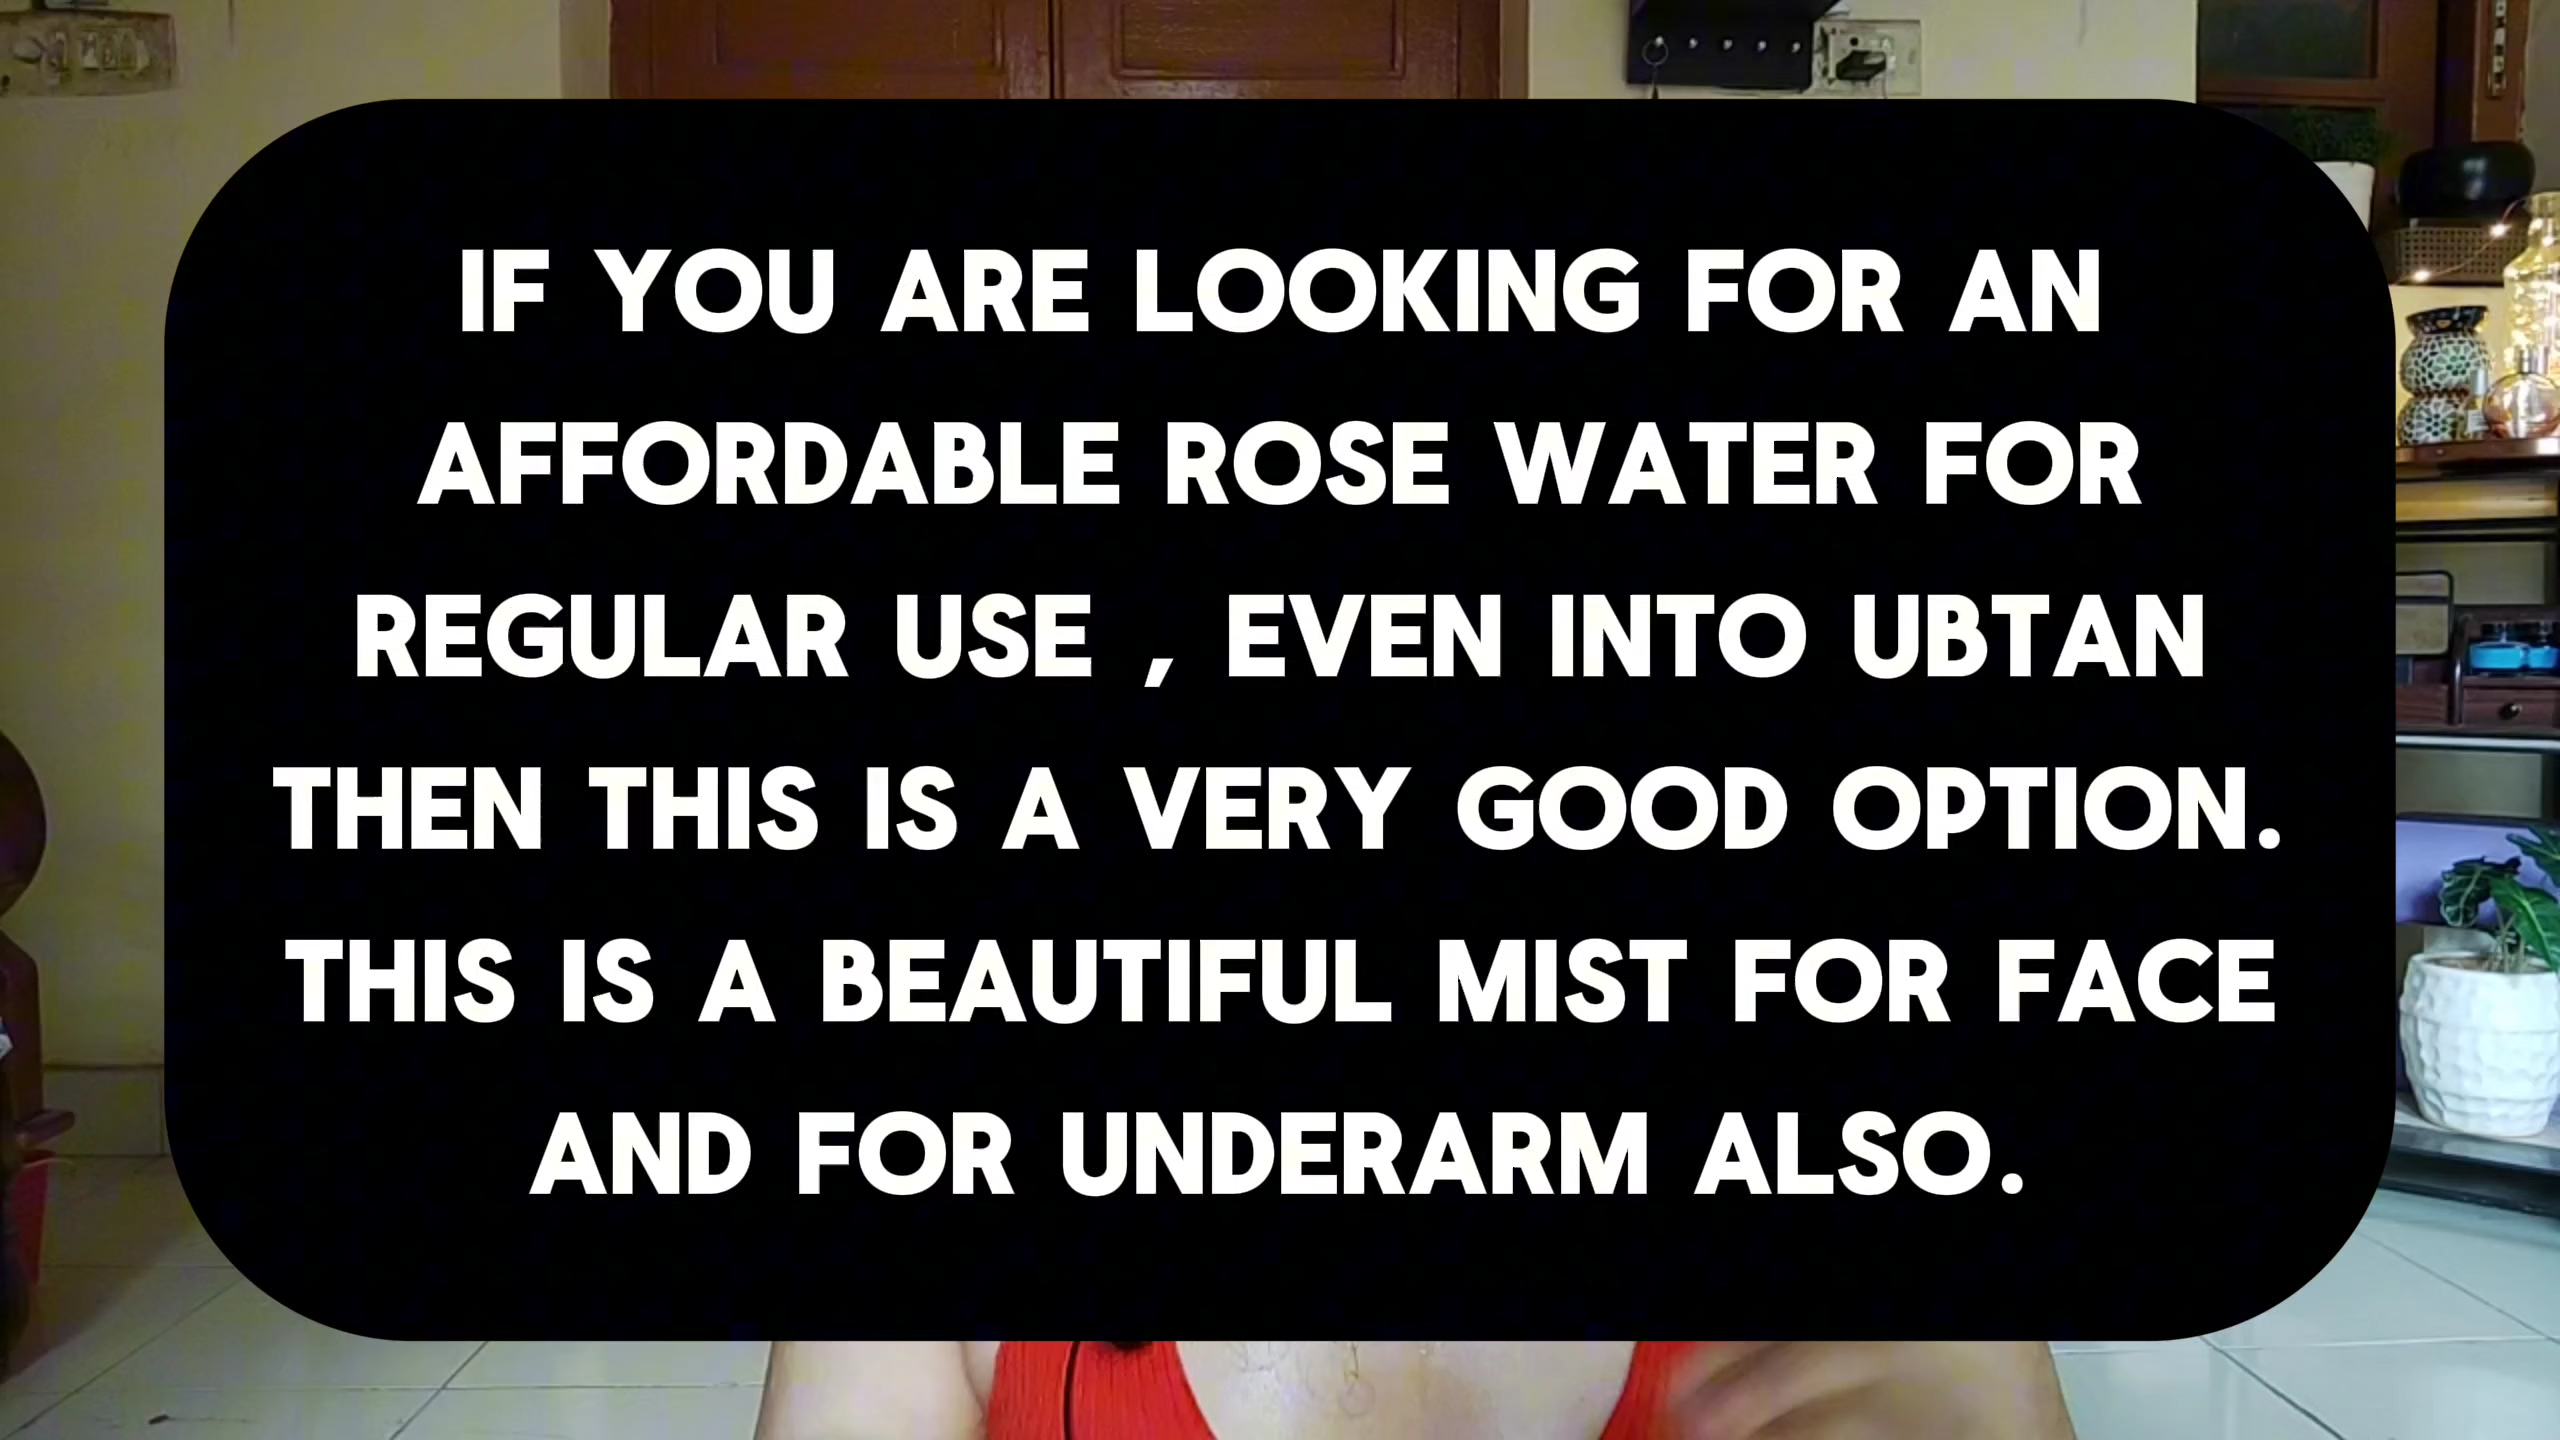 IF YOU ARE LOOKING FOR AN
AFFORDABLE ROSE WATER FOR
REGULAR USE , EVEN INTO UBTAN
THEN THIS IS A VERY GOOD OPTION.
THIS IS A BEAUTIFUL MIST FOR FACE
AND FOR UNDERARM ALSO.